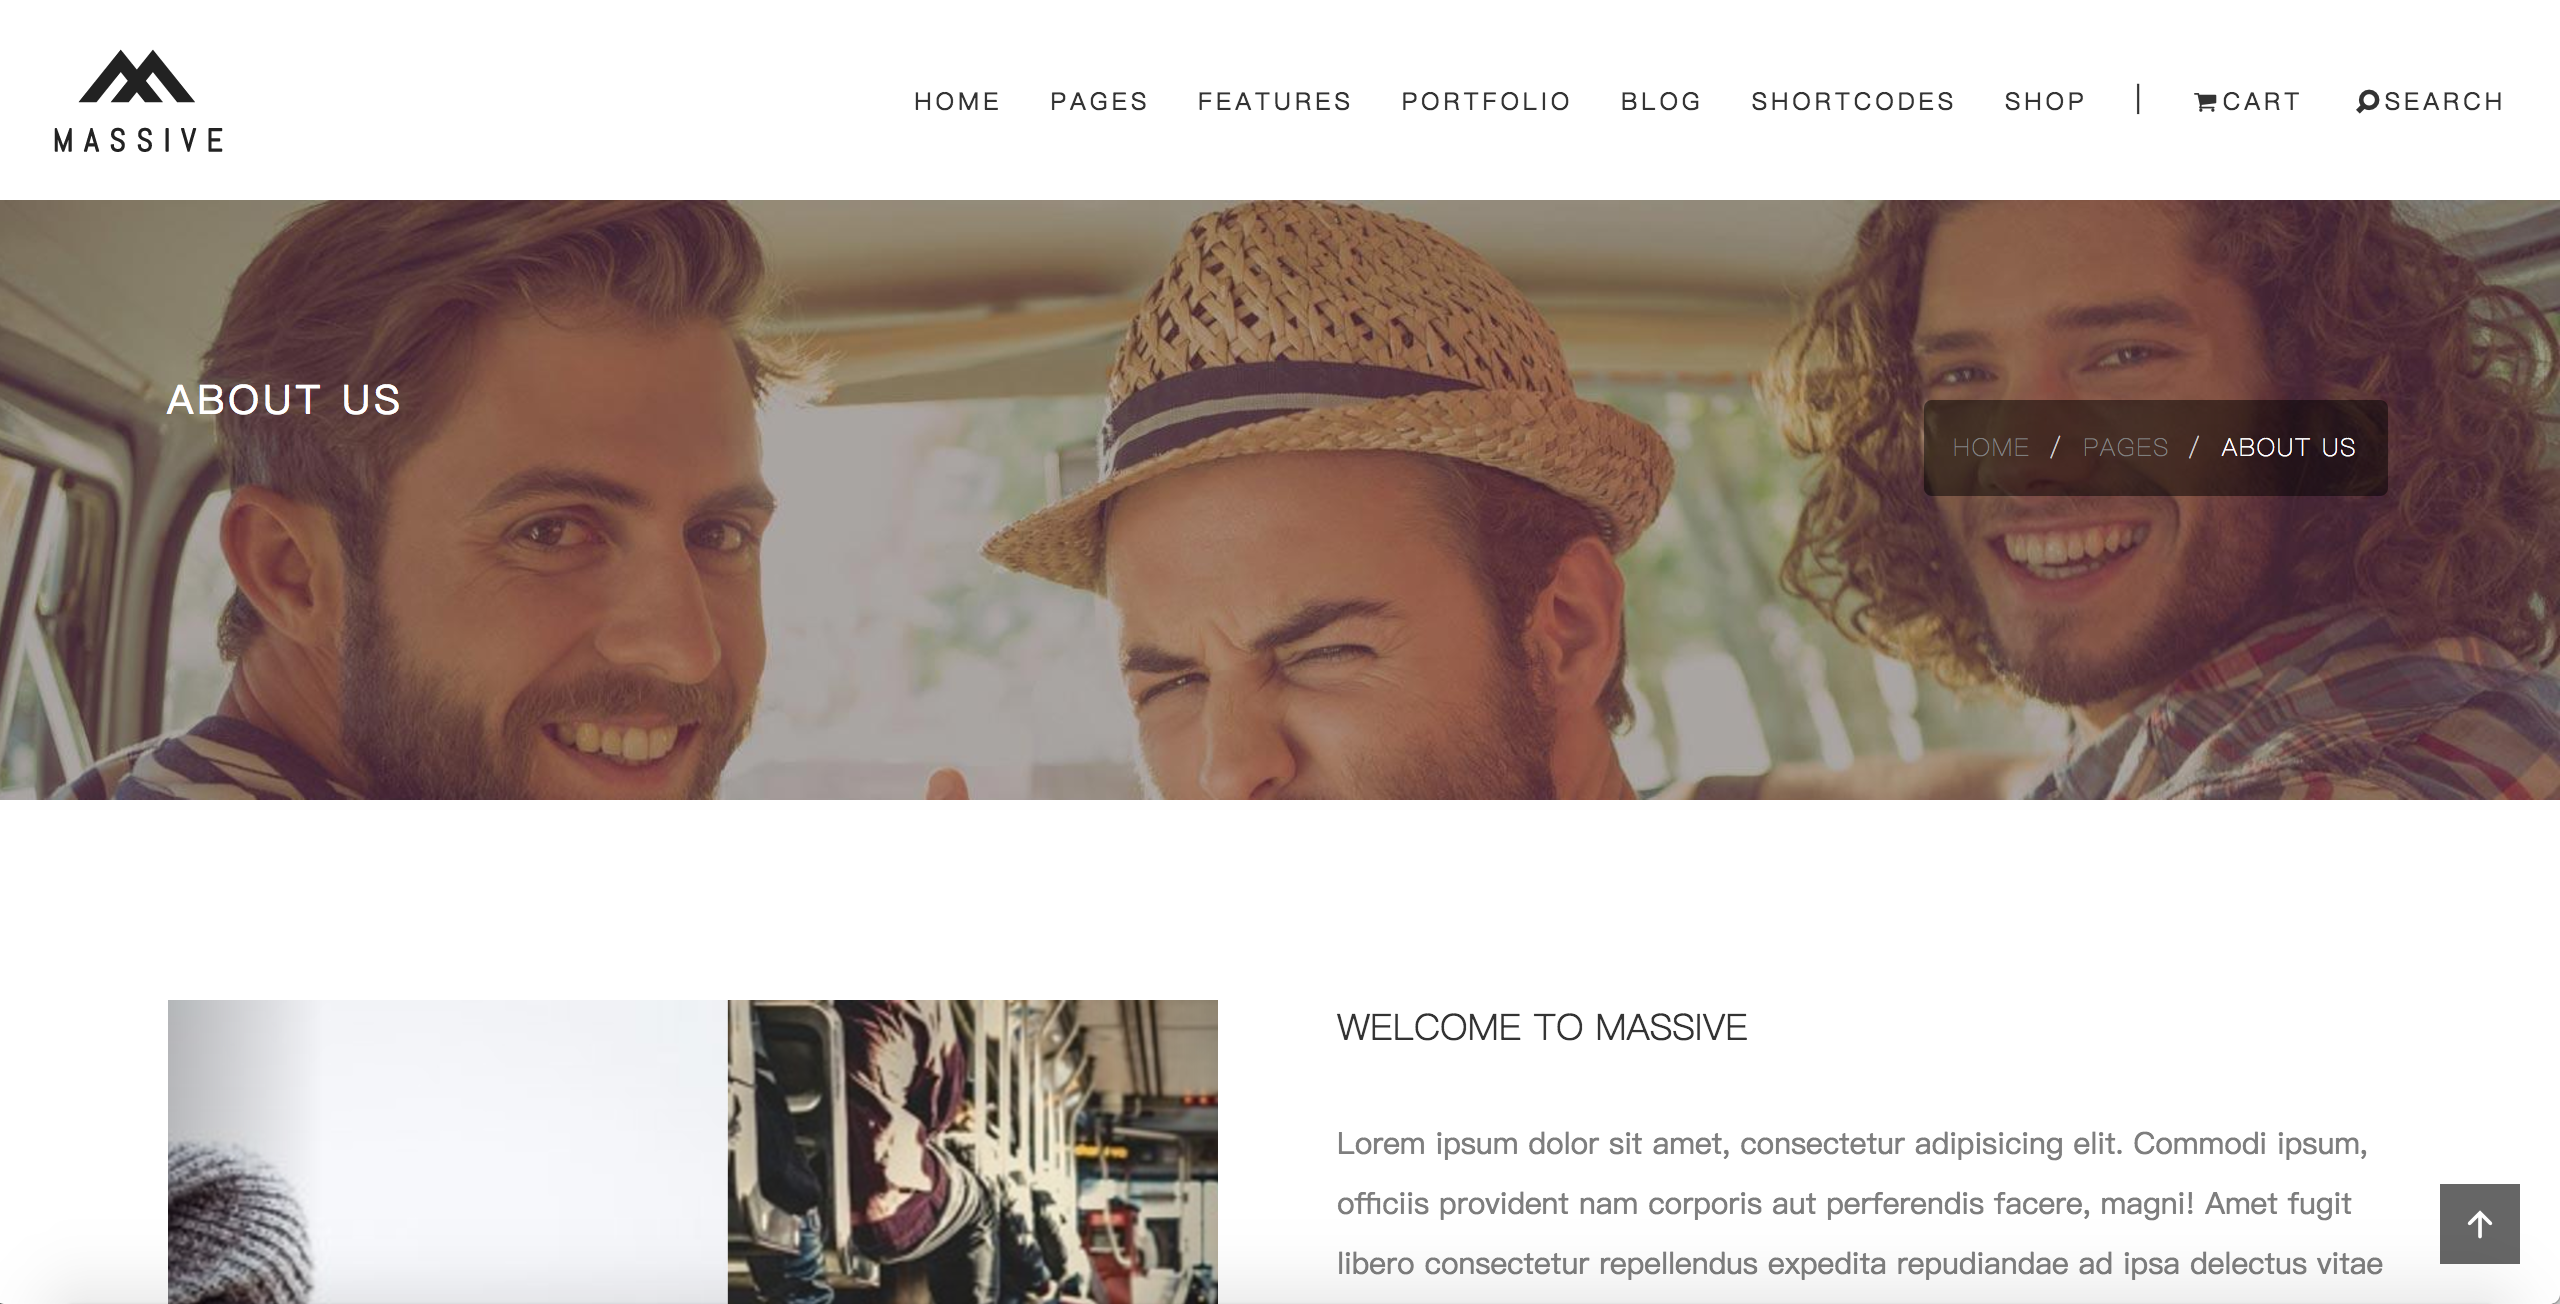 MASSIVE
HOME PAGES FEATURES PORTFOLIO BLOG SHORTCODES SHOP | CART SEARCH
ABOUT US
HOME / PAGES / ABOUT US
WELCOME TO MASSIVE
Lorem ipsum dolor sit amet, consectetur adipisicing elit. Commodi ipsum,
officiis provident nam corporis aut perferendis facere, magni! Amet fugit
libero consectetur repellendus expedita repudiandae ad ipsa delectus vitae